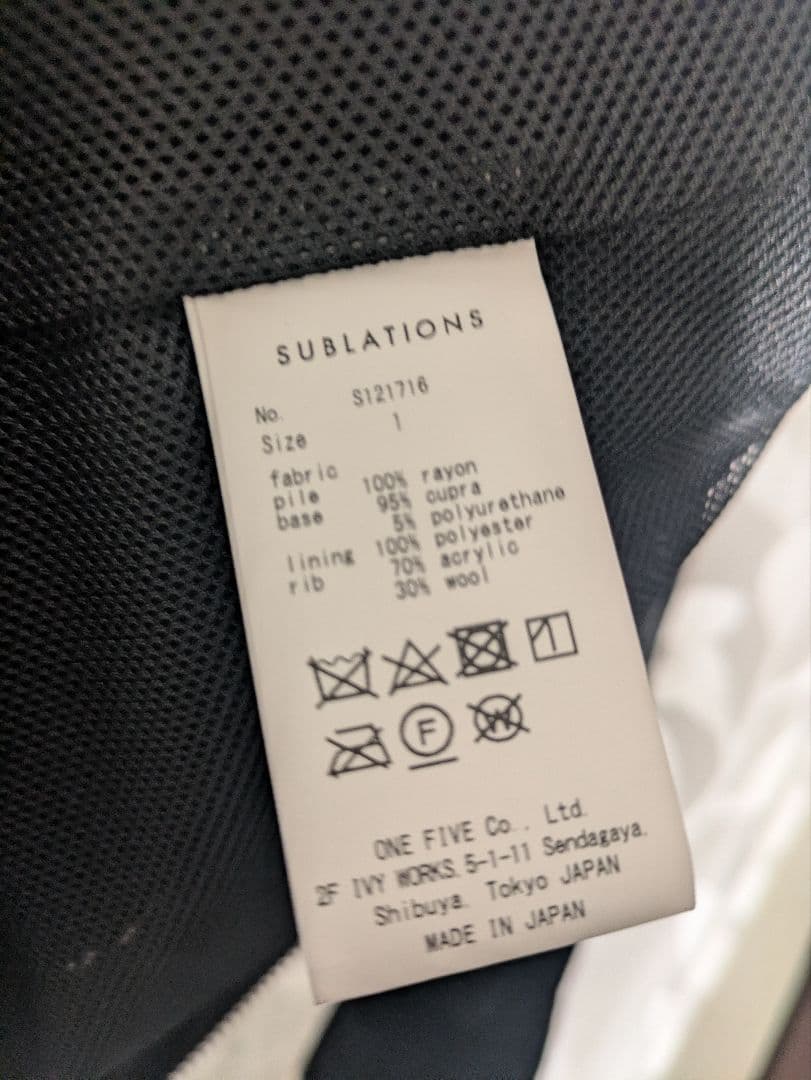 SUBLATIONS
No. S121716
Size 1
fabric
pile 100% rayon
base 95% cupra
5% polyurethane
lining 100% polyester
rib 70% acrylic
30% wool
F
W
ONE FIVE Co., Ltd.
2F IVY WORKS. 5-1-11 Sendagaya.
Shibuya. Tokyo JAPAN
MADE IN JAPAN